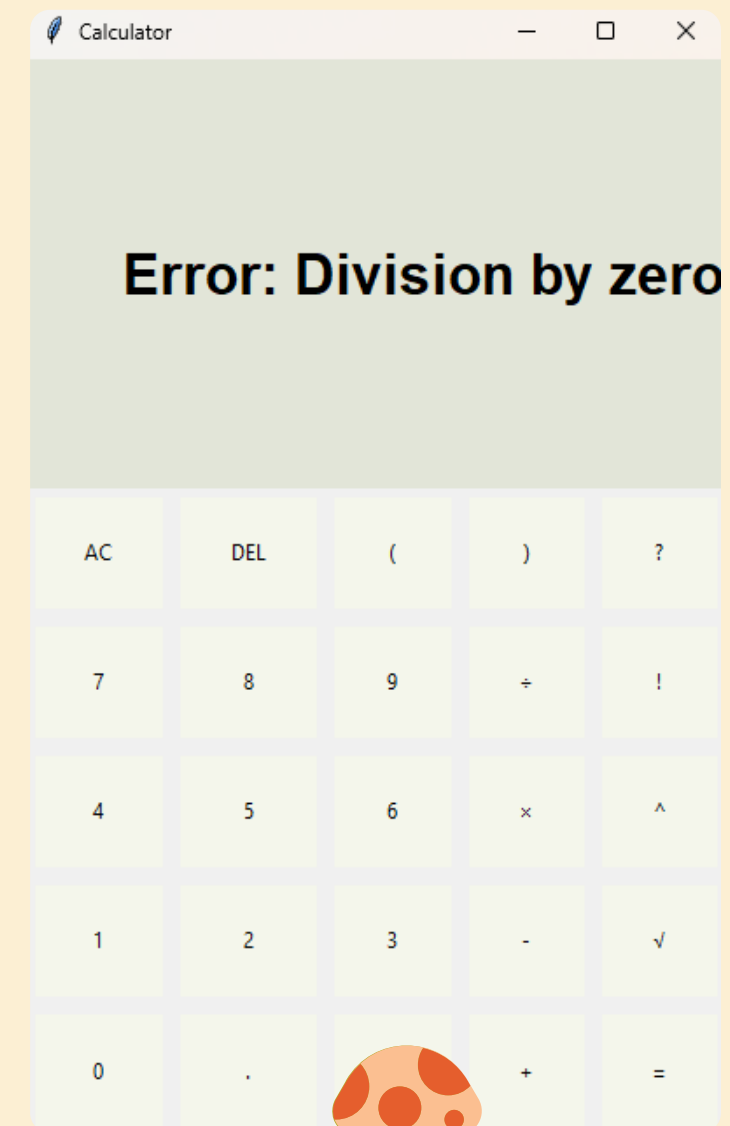 Calculator
Error: Division by zero
AC DEL ( ) ?
7 8 9 ÷ !
4 5 6 × ^
1 2 3 - √
0 . + =